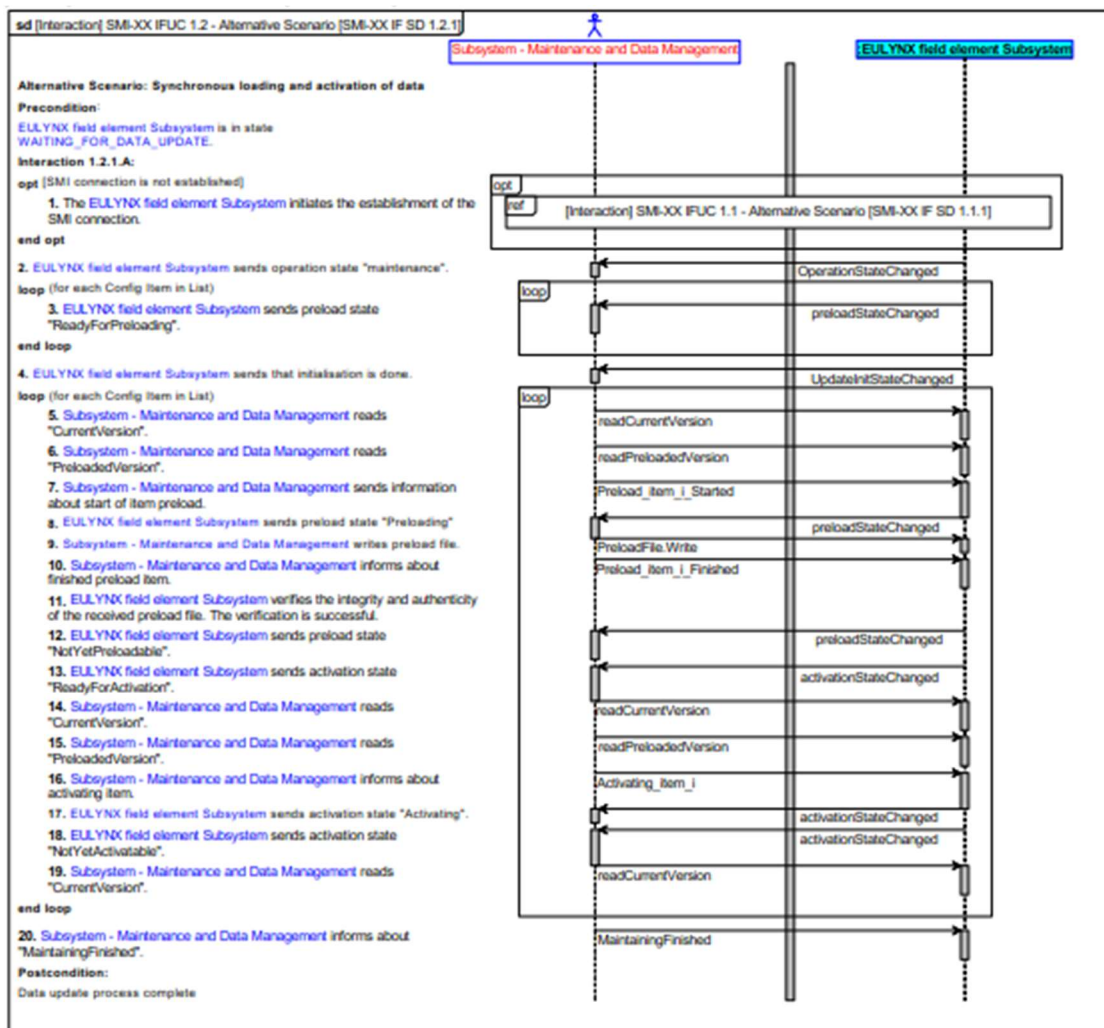 sd [Interaction] SMI-XX IFUC 1.2 - Alternative Scenario [SMI-XX IF SD 1.2.1]
Subsystem - Maintenance and Data Management
:EULYNX field element Subsystem
Alternative Scenario: Synchronous loading and activation of data
Precondition:
EULYNX field element Subsystem is in state
WAITING_FOR_DATA_UPDATE.
Interaction 1.2.1.A:
opt [SMI connection is not established]
1. The EULYNX field element Subsystem initiates the establishment of the
SMI connection.
end opt
opt
ref
[Interaction] SMI-XX IFUC 1.1 - Alternative Scenario [SMI-XX IF SD 1.1.1]
2. EULYNX field element Subsystem sends operation state "maintenance".
OperationStateChanged
loop (for each Config Item in List)
loop
3. EULYNX field element Subsystem sends preload state
"ReadyForPreloading".
preloadStateChanged
end loop
4. EULYNX field element Subsystem sends that initialisation is done.
UpdateInitStateChanged
loop (for each Config Item in List)
loop
5. Subsystem - Maintenance and Data Management reads
"CurrentVersion".
readCurrentVersion
6. Subsystem - Maintenance and Data Management reads
"PreloadedVersion".
readPreloadedVersion
7. Subsystem - Maintenance and Data Management sends information
about start of item preload.
Preload_item_i_Started
8. EULYNX field element Subsystem sends preload state "Preloading"
preloadStateChanged
9. Subsystem - Maintenance and Data Management writes preload file.
PreloadFile.Write
10. Subsystem - Maintenance and Data Management informs about
finished preload item.
Preload_item_i_Finished
11. EULYNX field element Subsystem verifies the integrity and authenticity
of the received preload file. The verification is successful.
12. EULYNX field element Subsystem sends preload state
"NotYetPreloadable".
preloadStateChanged
13. EULYNX field element Subsystem sends activation state
"ReadyForActivation".
activationStateChanged
14. Subsystem - Maintenance and Data Management reads
"CurrentVersion".
readCurrentVersion
15. Subsystem - Maintenance and Data Management reads
"PreloadedVersion".
readPreloadedVersion
16. Subsystem - Maintenance and Data Management informs about
activating item.
Activating_item_i
17. EULYNX field element Subsystem sends activation state "Activating".
activationStateChanged
18. EULYNX field element Subsystem sends activation state
"NotYetActivatable".
activationStateChanged
19. Subsystem - Maintenance and Data Management reads
"CurrentVersion".
readCurrentVersion
end loop
20. Subsystem - Maintenance and Data Management informs about
"MaintainingFinished".
MaintainingFinished
Postcondition:
Data update process complete